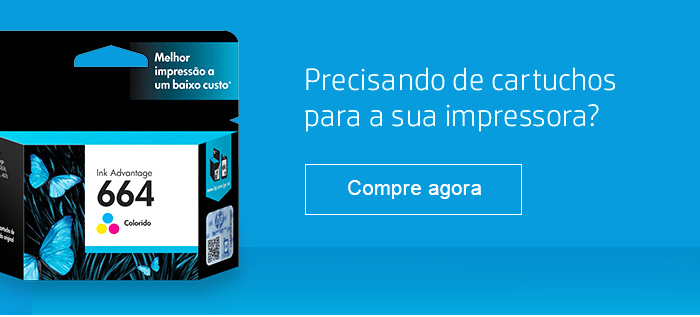 Melhor
impressão a
um baixo custo*
Precisando de cartuchos
para a sua impressora?
Ink Advantage
664
Colorido
Compre agora